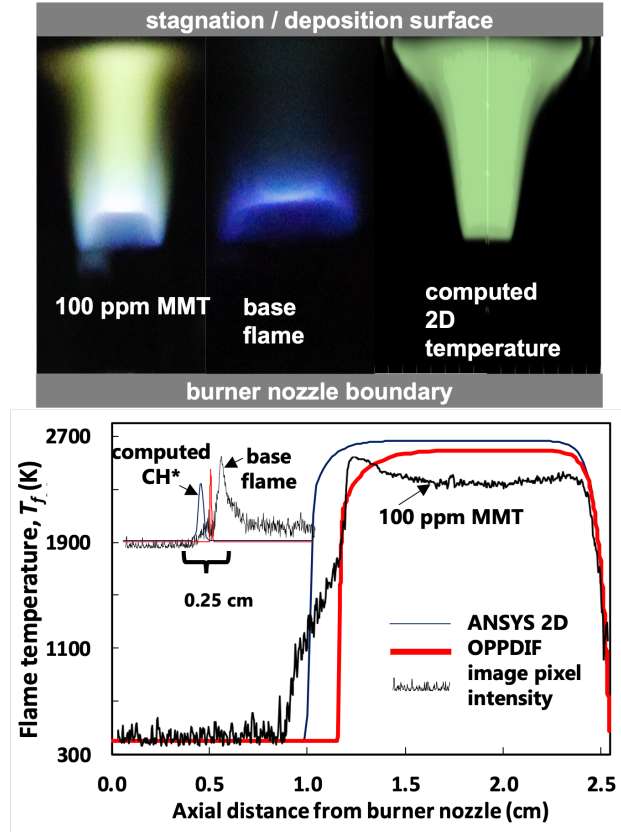 stagnation / deposition surface
100 ppm MMT
base
flame
computed
2D
temperature
burner nozzle boundary
Flame temperature, T_f (K)
2700
1900
1100
300
computed
CH*
base
flame
0.25 cm
100 ppm MMT
ANSYS 2D
OPPDIF
image pixel
intensity
0.0 0.5 1.0 1.5 2.0 2.5
Axial distance from burner nozzle (cm)